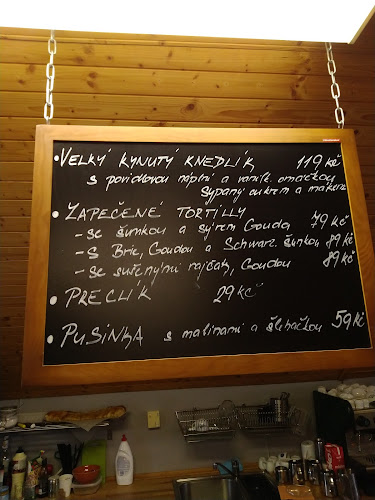 • VELKÝ KYNUTÝ KNEDLÍK 119 Kč
s povidlovou náplní a vanilk. omáčkou
sypaný cukrem a mákem
• ZAPEČENÉ TORTILLY
- se šunkou a sýrem Gouda 79 Kč
- s Brie, Goudou a Schwarz. šunkou 89 Kč
- se sušenými rajčaty, Goudou 89 Kč
• PRECLÍK 29 Kč
• PUSINKA s malinami a šlehačkou 59 Kč